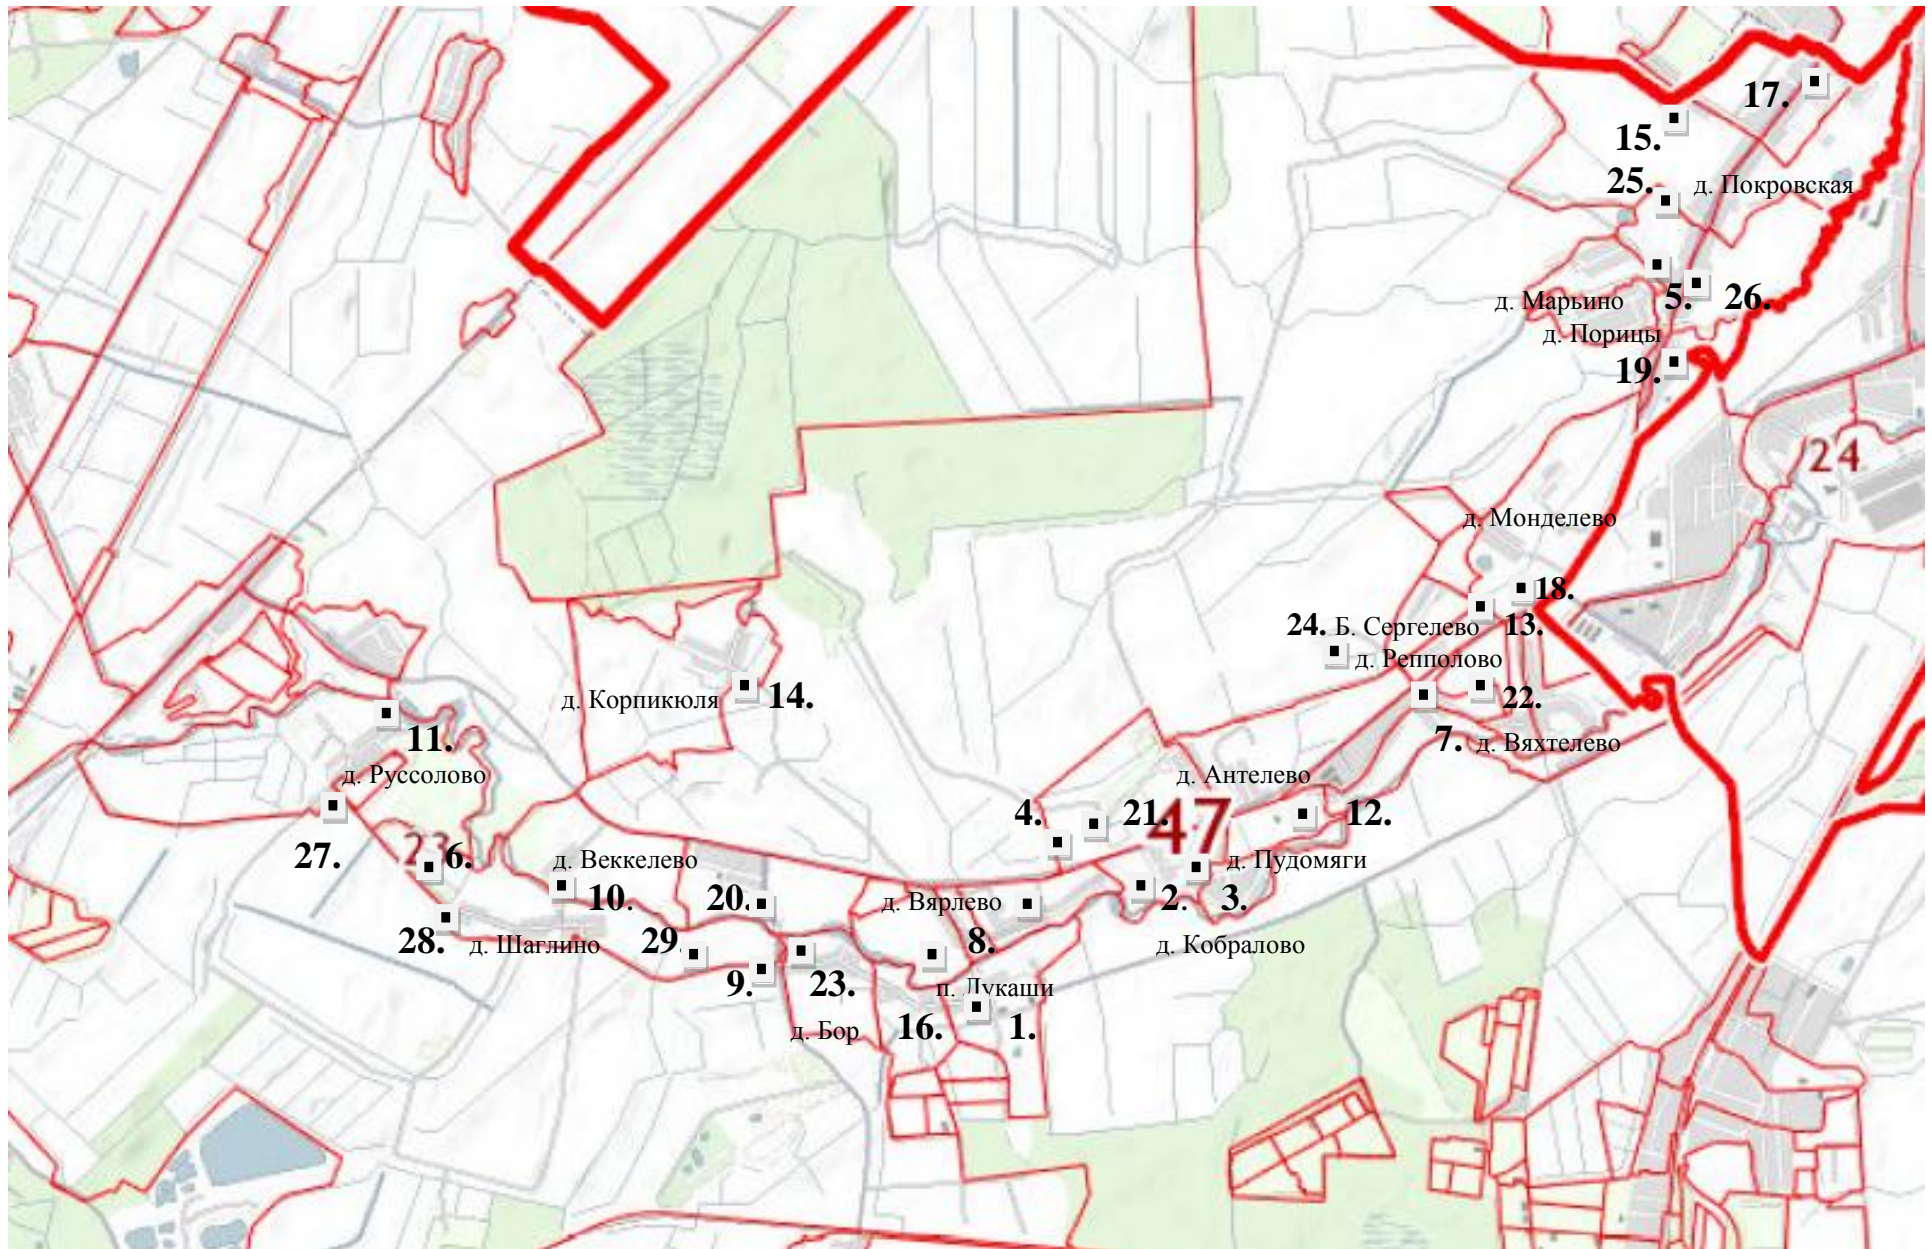 17.
15.
25.
д. Покровская
д. Марьино
5.
26.
д. Порицы
19.
24
д. Монделево
18.
24. Б. Сергелево
13.
д. Репполово
д. Корпикюля
14.
22.
11.
7. д. Вяхтелево
д. Руссолово
д. Антелево
4.
21.
47
12.
27.
23
6.
д. Веккелево
д. Пудомяги
10.
20.
д. Вярлево
2.
3.
28. д. Шаглино
29.
8.
д. Кобралово
9.
23.
п. Лукаши
д. Бор
16.
1.